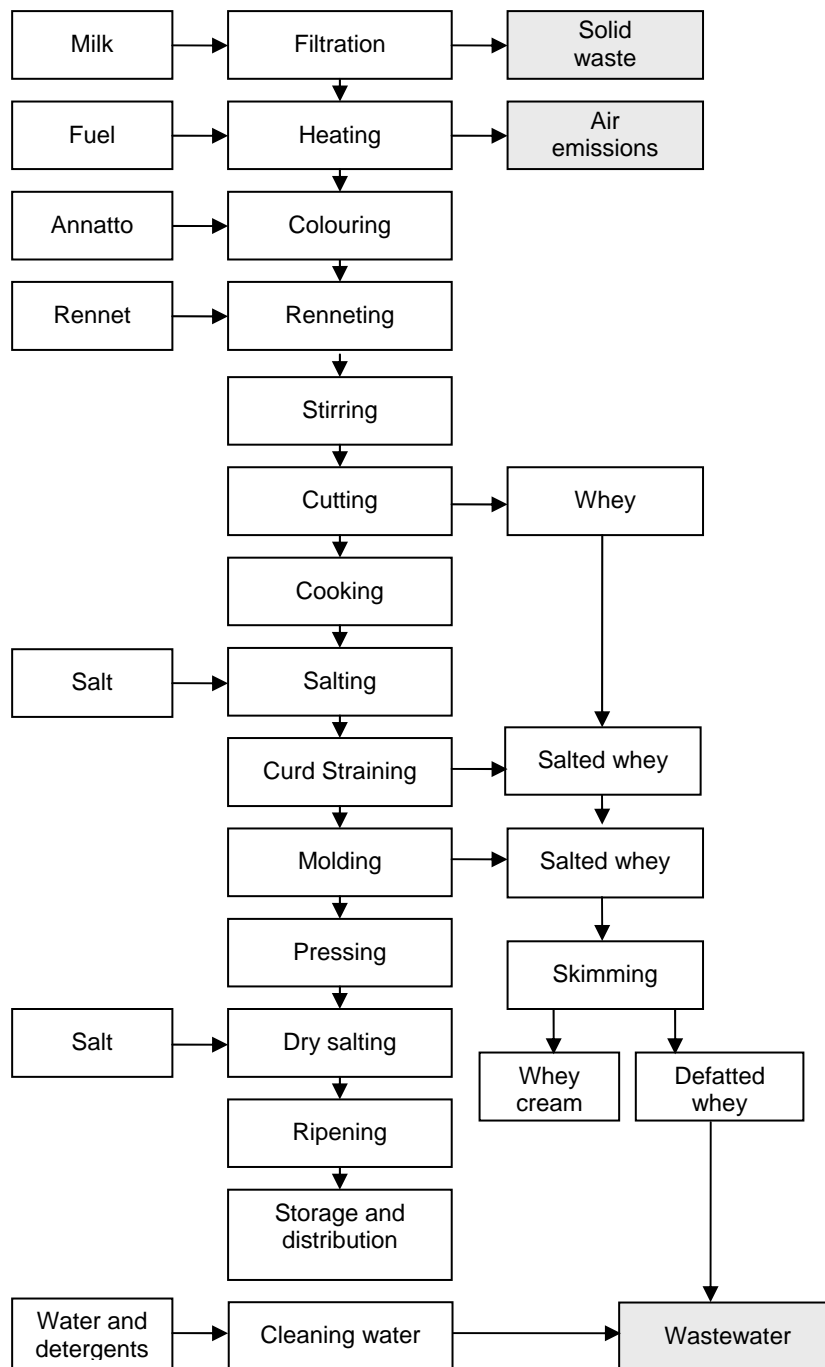 Milk
Filtration
Solid
waste
Fuel
Heating
Air
emissions
Annatto
Colouring
Rennet
Renneting
Stirring
Cutting
Whey
Cooking
Salt
Salting
Curd Straining
Salted whey
Molding
Salted whey
Pressing
Skimming
Salt
Dry salting
Whey
cream
Defatted
whey
Ripening
Storage and
distribution
Water and
detergents
Cleaning water
Wastewater